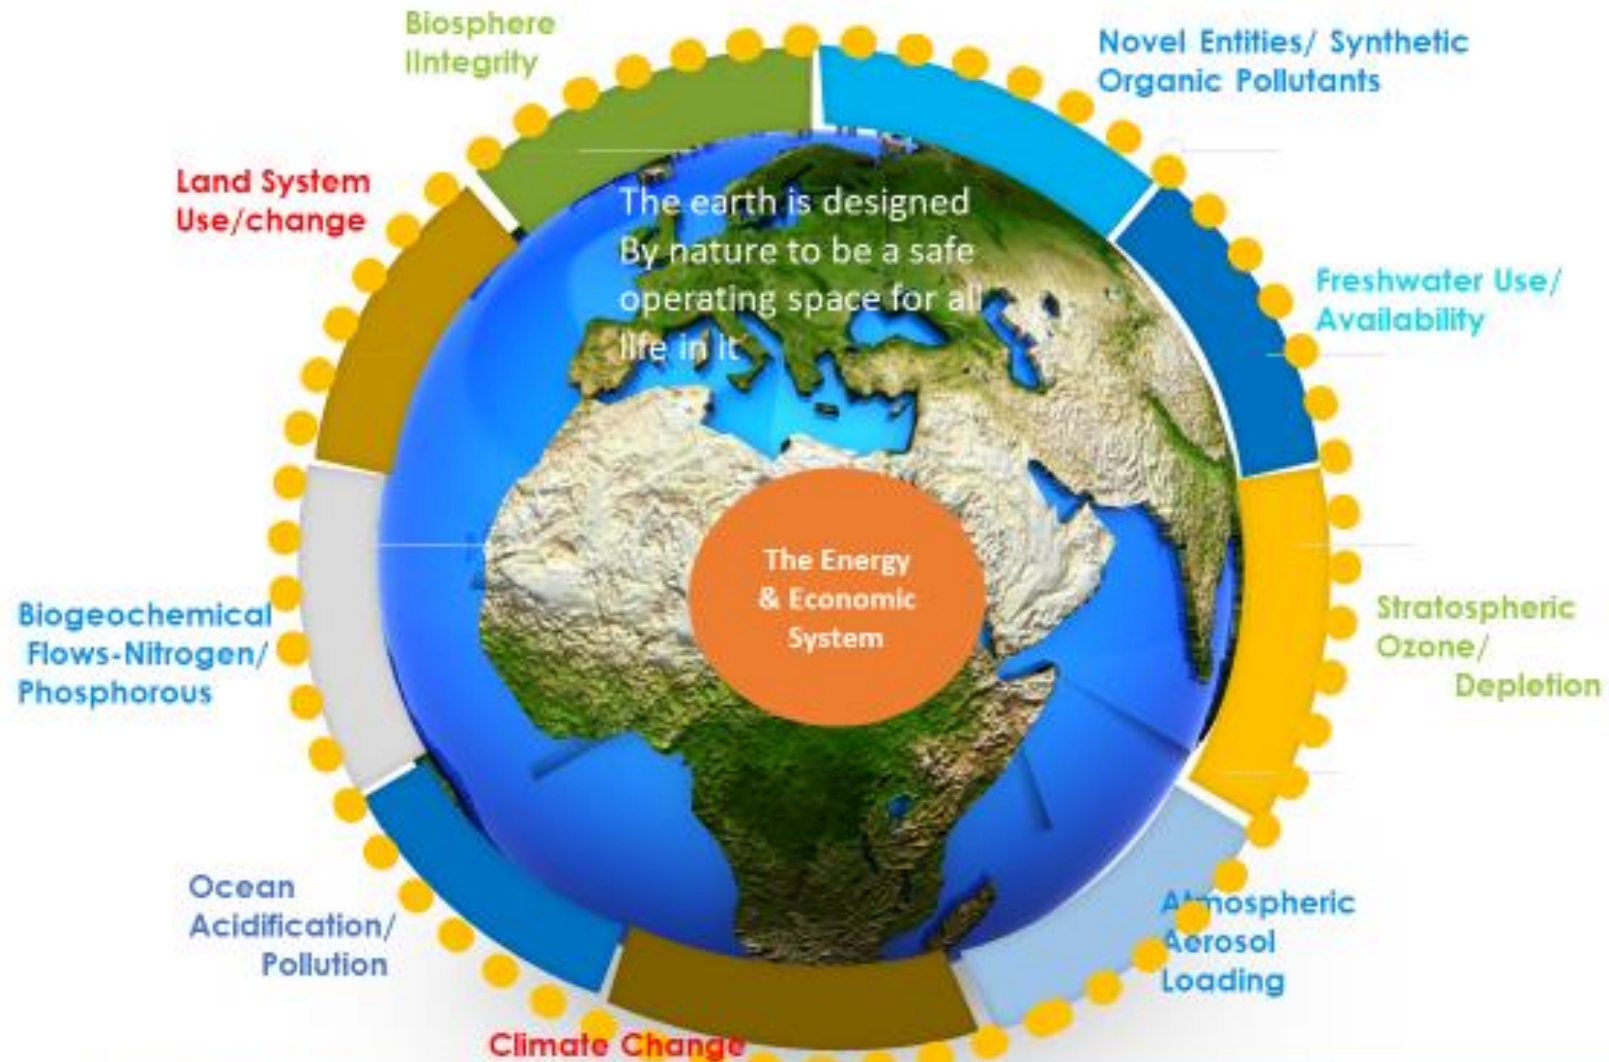 Biosphere
IIntegrity
Novel Entities/ Synthetic
Organic Pollutants
Land System
Use/change
The earth is designed
By nature to be a safe
operating space for all
life in it
Freshwater Use/
Availability
The Energy
& Economic
System
Biogeochemical
Flows-Nitrogen/
Phosphorous
Stratospheric
Ozone/
Depletion
Ocean
Acidification/
Pollution
Atmospheric
Aerosol
Loading
Climate Change